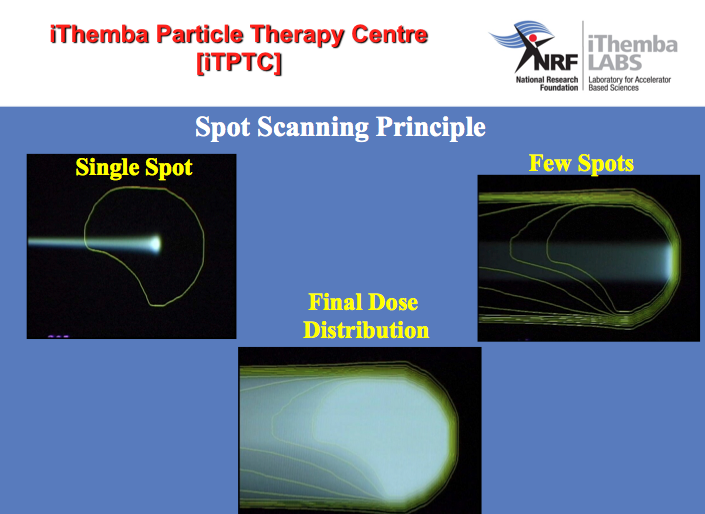 iThemba Particle Therapy Centre
[iTPTC]
NRF
National Research
Foundation
iThemba
LABS
Laboratory for Accelerator
Based Sciences
Spot Scanning Principle
Single Spot
Few Spots
Final Dose
Distribution